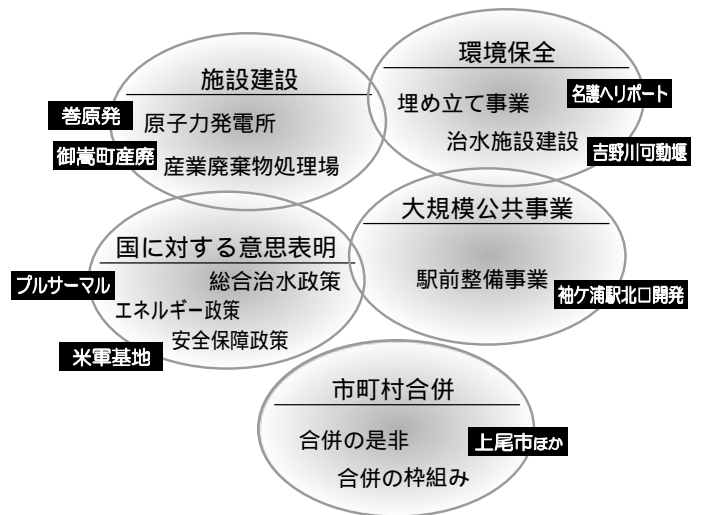 施設建設
巻原発
原子力発電所
御嵩町産廃
産業廃棄物処理場
環境保全
埋め立て事業
名護ヘリポート
治水施設建設
吉野川可動堰
国に対する意思表明
プルサーマル
総合治水政策
エネルギー政策
安全保障政策
米軍基地
大規模公共事業
駅前整備事業
袖ケ浦駅北口開発
市町村合併
合併の是非
上尾市ほか
合併の枠組み